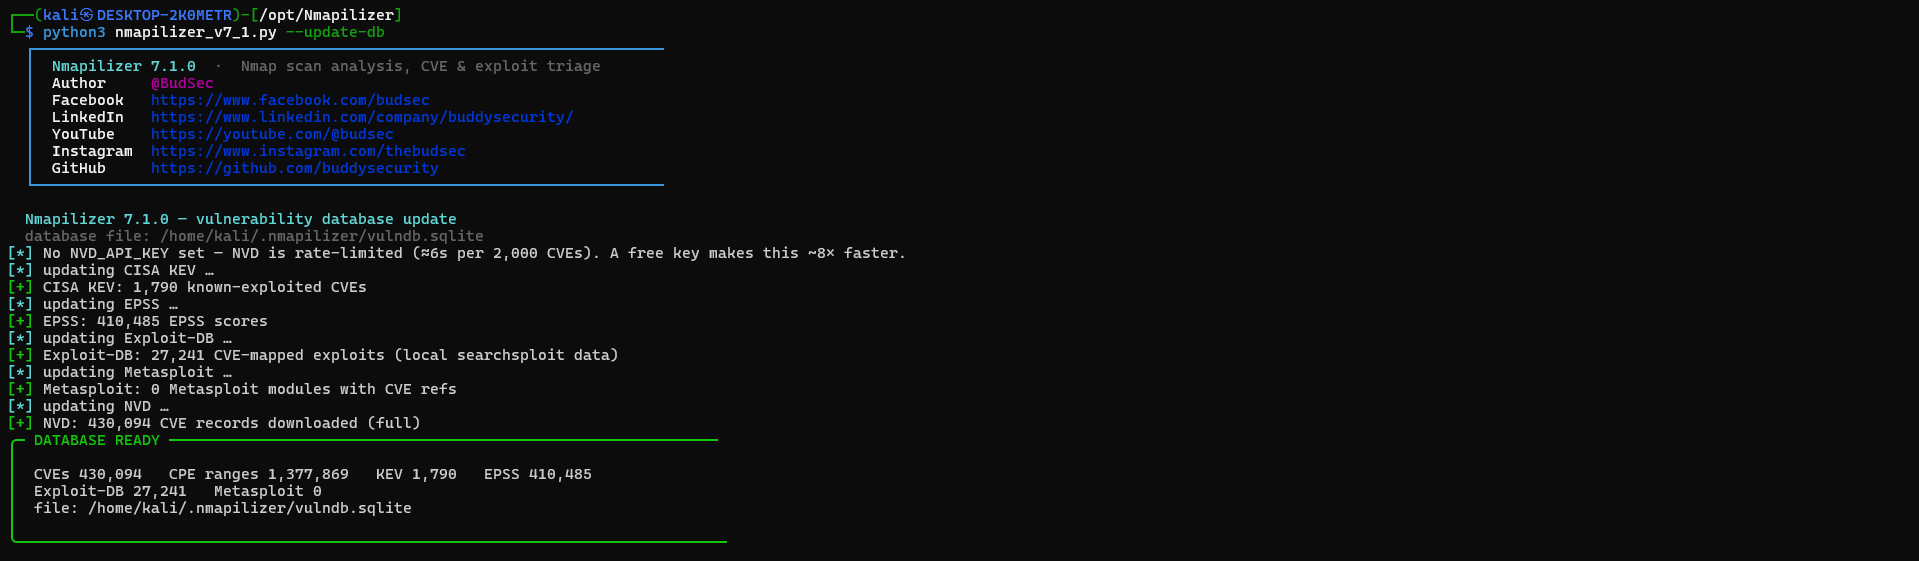 (kali㉿DESKTOP-2K0METR)-[/opt/Nmapilizer]
$ python3 nmapilizer_v7_1.py --update-db
Nmapilizer 7.1.0 · Nmap scan analysis, CVE & exploit triage
Author @BudSec
Facebook https://www.facebook.com/budsec
LinkedIn https://www.linkedin.com/company/buddysecurity/
YouTube https://youtube.com/@budsec
Instagram https://www.instagram.com/thebudsec
GitHub https://github.com/buddysecurity
Nmapilizer 7.1.0 — vulnerability database update
database file: /home/kali/.nmapilizer/vulndb.sqlite
[*] No NVD_API_KEY set — NVD is rate-limited (≈6s per 2,000 CVEs). A free key makes this ~8× faster.
[*] updating CISA KEV …
[+] CISA KEV: 1,790 known-exploited CVEs
[*] updating EPSS …
[+] EPSS: 410,485 EPSS scores
[*] updating Exploit-DB …
[+] Exploit-DB: 27,241 CVE-mapped exploits (local searchsploit data)
[*] updating Metasploit …
[+] Metasploit: 0 Metasploit modules with CVE refs
[*] updating NVD …
[+] NVD: 430,094 CVE records downloaded (full)
DATABASE READY
CVEs 430,094 CPE ranges 1,377,869 KEV 1,790 EPSS 410,485
Exploit-DB 27,241 Metasploit 0
file: /home/kali/.nmapilizer/vulndb.sqlite